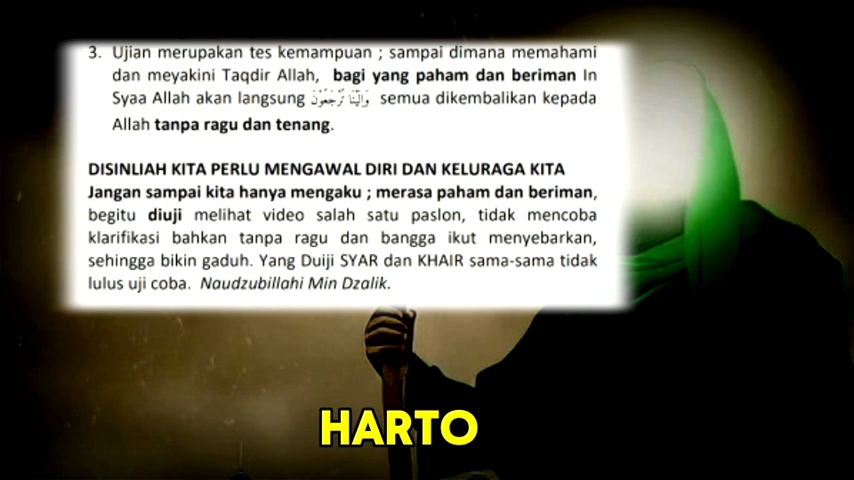 3. Ujian merupakan tes kemampuan ; sampai dimana memahami
dan meyakini Taqdir Allah, bagi yang paham dan beriman In
Syaa Allah akan langsung وَاِلَيْنَا تُرْجَعُوْنَ semua dikembalikan kepada
Allah tanpa ragu dan tenang.
DISINLIAH KITA PERLU MENGAWAL DIRI DAN KELURAGA KITA
Jangan sampai kita hanya mengaku ; merasa paham dan beriman,
begitu diuji melihat video salah satu paslon, tidak mencoba
klarifikasi bahkan tanpa ragu dan bangga ikut menyebarkan,
sehingga bikin gaduh. Yang Duiji SYAR dan KHAIR sama-sama tidak
lulus uji coba. Naudzubillahi Min Dzalik.
HARTO